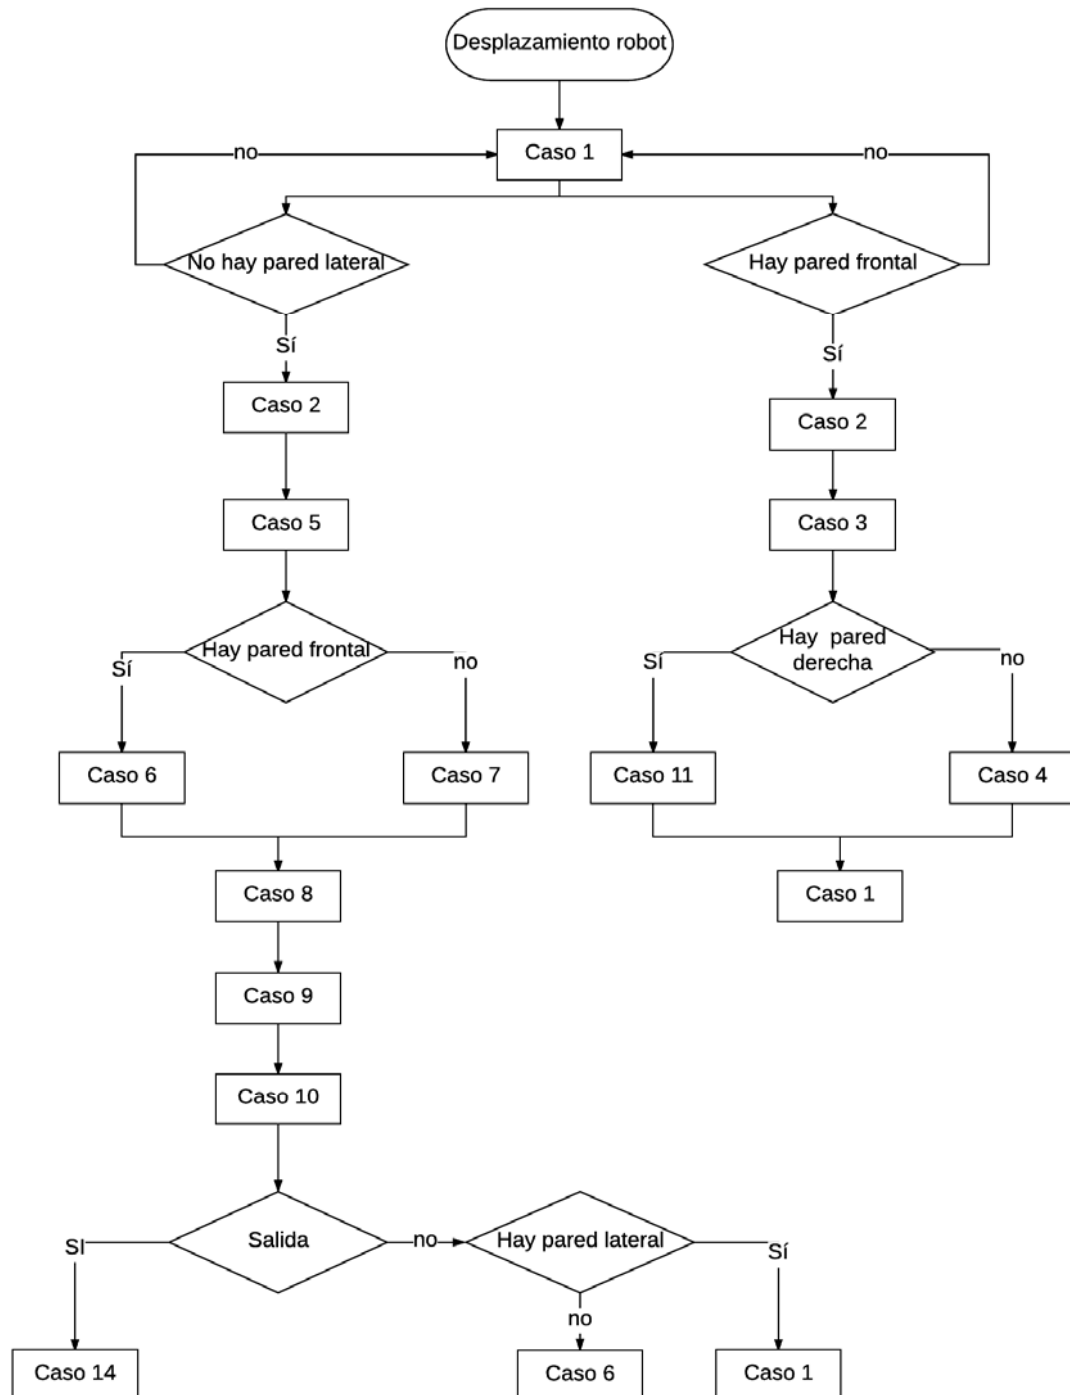 Desplazamiento robot
no
Caso 1
no
No hay pared lateral
Hay pared frontal
Sí
Sí
Caso 2
Caso 2
Caso 5
Caso 3
Hay pared frontal
Hay pared
derecha
Sí
no
Sí
no
Caso 6
Caso 7
Caso 11
Caso 4
Caso 8
Caso 1
Caso 9
Caso 10
Salida
Hay pared lateral
SI
no
Sí
no
Caso 14
Caso 6
Caso 1